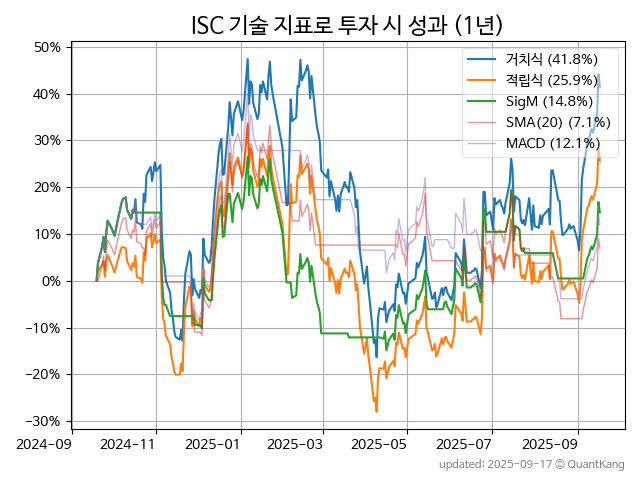 ISC 기술 지표로 투자 시 성과 (1년)
거치식 (41.8%)
적립식 (25.9%)
SigM (14.8%)
SMA(20) (7.1%)
MACD (12.1%)
50%
40%
30%
20%
10%
0%
−10%
−20%
−30%
2024-09 2024-11 2025-01 2025-03 2025-05 2025-07 2025-09
updated: 2025-09-17 © QuantKang